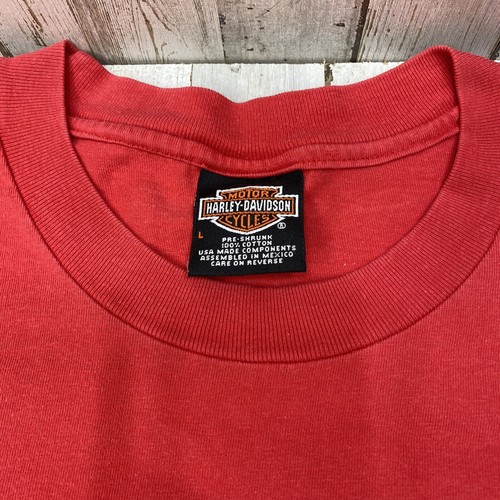 MOTOR
HARLEY-DAVIDSON
CYCLES
®
L
PRE-SHRUNK
100% COTTON
USA MADE COMPONENTS
ASSEMBLED IN MEXICO
CARE ON REVERSE